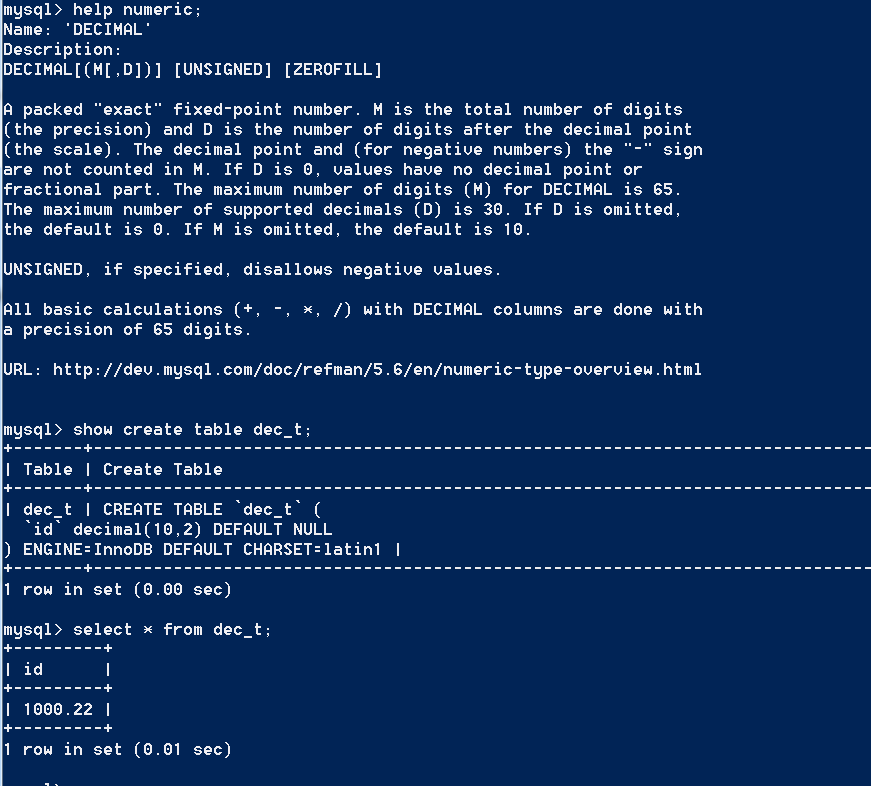 mysql> help numeric;
Name: 'DECIMAL'
Description:
DECIMAL[(M[,D])] [UNSIGNED] [ZEROFILL]
A packed "exact" fixed-point number. M is the total number of digits
(the precision) and D is the number of digits after the decimal point
(the scale). The decimal point and (for negative numbers) the "-" sign
are not counted in M. If D is 0, values have no decimal point or
fractional part. The maximum number of digits (M) for DECIMAL is 65.
The maximum number of supported decimals (D) is 30. If D is omitted,
the default is 0. If M is omitted, the default is 10.
UNSIGNED, if specified, disallows negative values.
All basic calculations (+, -, *, /) with DECIMAL columns are done with
a precision of 65 digits.
URL: http://dev.mysql.com/doc/refman/5.6/en/numeric-type-overview.html
mysql> show create table dec_t;
+-------+------------------------------------------------------------------------------
| Table | Create Table
+-------+------------------------------------------------------------------------------
| dec_t | CREATE TABLE `dec_t` (
  `id` decimal(10,2) DEFAULT NULL
) ENGINE=InnoDB DEFAULT CHARSET=latin1 |
+-------+------------------------------------------------------------------------------
1 row in set (0.00 sec)
mysql> select * from dec_t;
+---------+
| id      |
+---------+
| 1000.22 |
+---------+
1 row in set (0.01 sec)